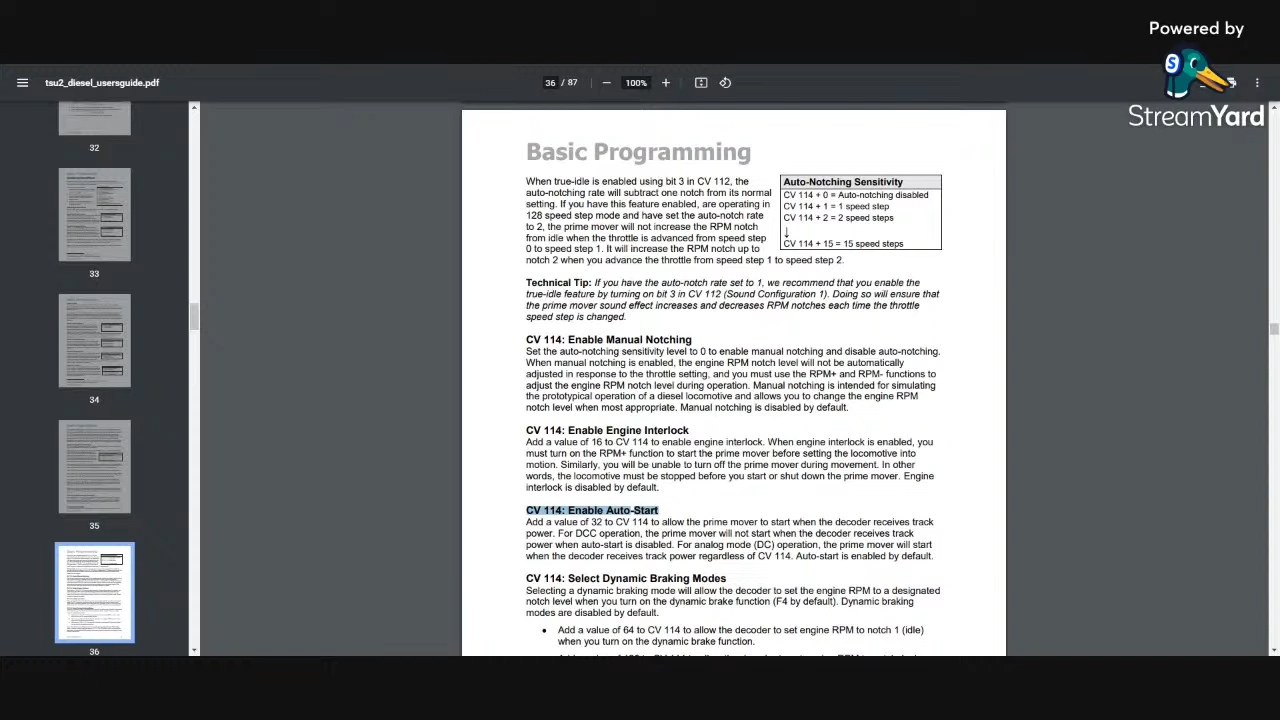 Powered by
StreamYard
tsu2_diesel_usersguide.pdf
36 / 87
100%
32
33
34
35
36
Basic Programming
When true-idle is enabled using bit 3 in CV 112, the
auto-notching rate will subtract one notch from its normal
setting. If you have this feature enabled, are operating in
128 speed step mode and have set the auto-notch rate
to 2, the prime mover will not increase the RPM notch
from idle when the throttle is advanced from speed step
0 to speed step 1. It will increase the RPM notch up to
notch 2 when you advance the throttle from speed step 1 to speed step 2.
Auto-Notching Sensitivity
CV 114 + 0 = Auto-notching disabled
CV 114 + 1 = 1 speed step
CV 114 + 2 = 2 speed steps
↓
CV 114 + 15 = 15 speed steps
Technical Tip: If you have the auto-notch rate set to 1, we recommend that you enable the
true-idle feature by turning on bit 3 in CV 112 (Sound Configuration 1). Doing so will ensure that
the prime mover sound effect increases and decreases RPM notches each time the throttle
speed step is changed.
CV 114: Enable Manual Notching
Set the auto-notching sensitivity level to 0 to enable manual notching and disable auto-notching.
When manual notching is enabled, the engine RPM notch level will not be automatically
adjusted in response to the throttle setting, and you must use the RPM+ and RPM- functions to
adjust the engine RPM notch level during operation. Manual notching is intended for simulating
the prototypical operation of a diesel locomotive and allows you to change the engine RPM
notch level when most appropriate. Manual notching is disabled by default.
CV 114: Enable Engine Interlock
Add a value of 16 to CV 114 to enable engine interlock. When engine interlock is enabled, you
must turn on the RPM+ function to start the prime mover before setting the locomotive into
motion. Similarly, you will be unable to turn off the prime mover during movement. In other
words, the locomotive must be stopped before you start or shut down the prime mover. Engine
interlock is disabled by default.
CV 114: Enable Auto-Start
Add a value of 32 to CV 114 to allow the prime mover to start when the decoder receives track
power. For DCC operation, the prime mover will not start when the decoder receives track
power when auto-start is disabled. For analog mode (DC) operation, the prime mover will start
when the decoder receives track power regardless of CV 114. Auto-start is enabled by default.
CV 114: Select Dynamic Braking Modes
Selecting a dynamic braking mode will allow the decoder to set the engine RPM to a designated
notch level when you turn on the dynamic brake function (F4 by default). Dynamic braking
modes are disabled by default.
• Add a value of 64 to CV 114 to allow the decoder to set engine RPM to notch 1 (idle)
when you turn on the dynamic brake function.